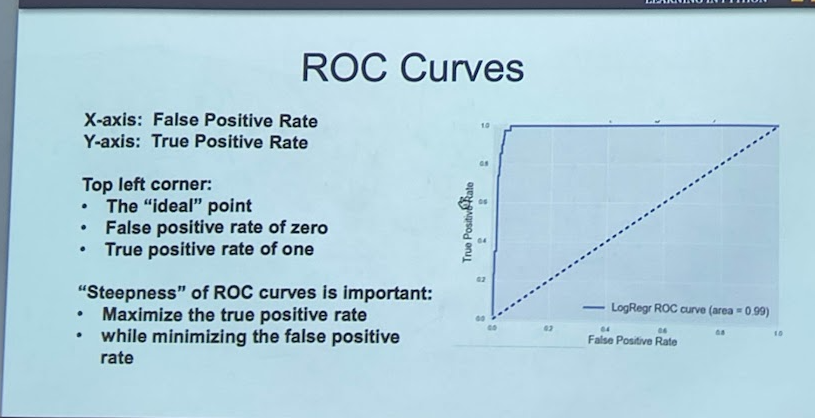 ROC Curves
X-axis: False Positive Rate
Y-axis: True Positive Rate
Top left corner:
• The “ideal” point
• False positive rate of zero
• True positive rate of one
“Steepness” of ROC curves is important:
• Maximize the true positive rate
• while minimizing the false positive
rate
1.0
0.8
0.6
0.4
0.2
0.0
True Positive Rate
LogRegr ROC curve (area = 0.99)
0.0 0.2 0.4 0.6 0.8 1.0
False Positive Rate